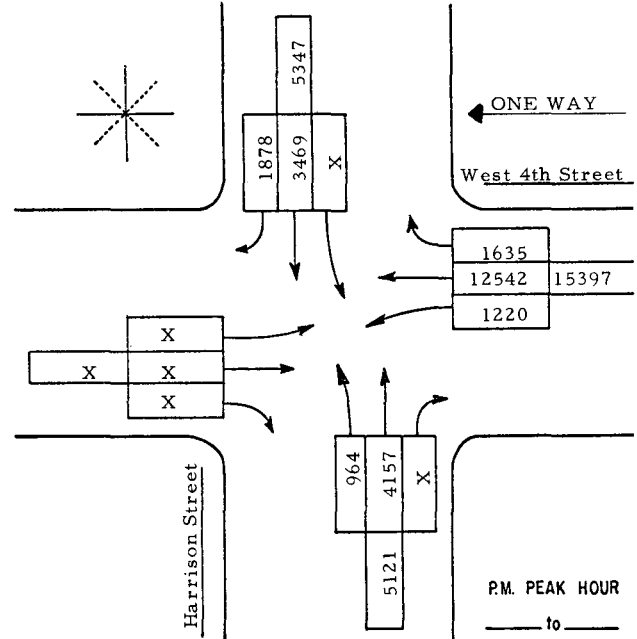 5347
1878
3469
X
ONE WAY
West 4th Street
1635
12542
15397
1220
X
X
X
X
964
4157
X
5121
Harrison Street
P.M. PEAK HOUR
to